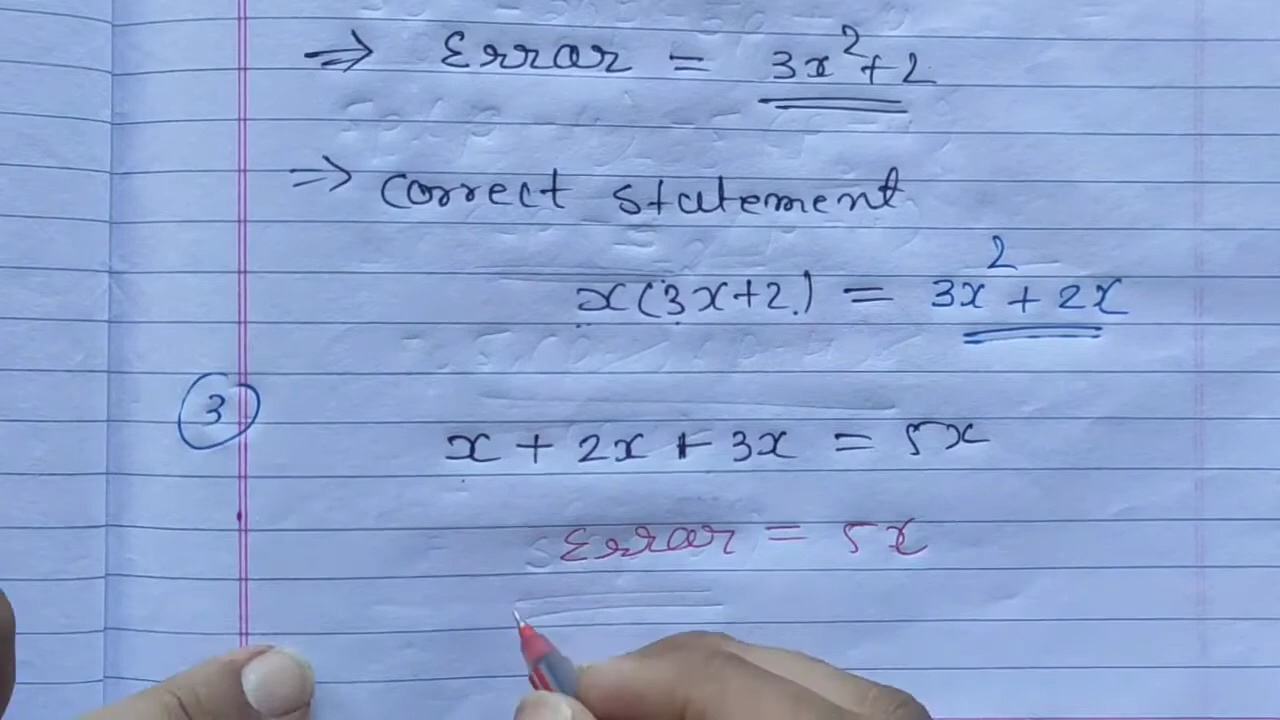 ⇒ Error = 3x²+2
⇒ correct statement
x(3x+2) = 3x² + 2x
3
x + 2x + 3x = 5x
Error = 5x